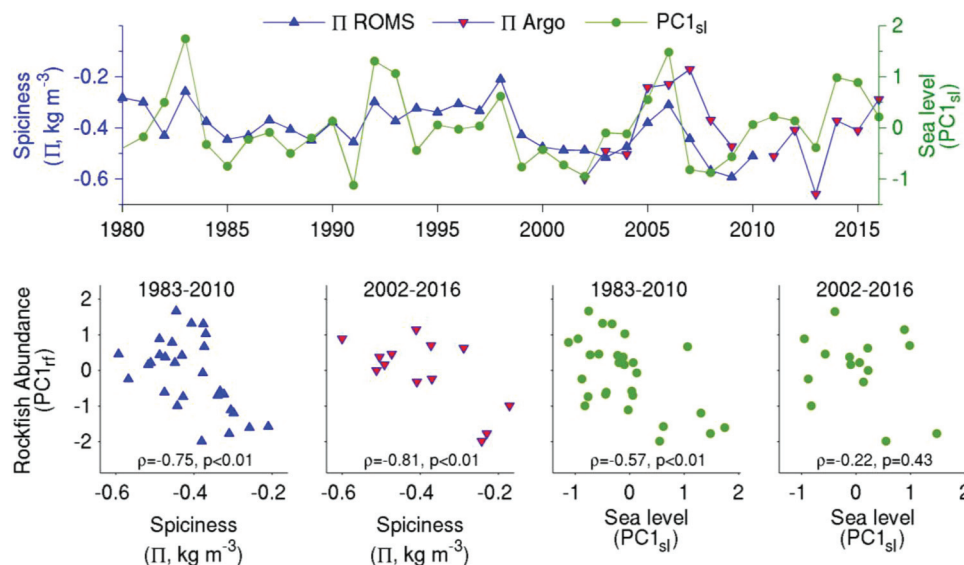 Π ROMS Π Argo PC1sl
Spiciness
(Π, kg m-3)
-0.2
-0.4
-0.6
2
1
0
-1
Sea level
(PC1sl)
1980 1985 1990 1995 2000 2005 2010 2015
Rockfish Abundance
(PC1rf)
2
1
0
-1
-2
1983-2010 2002-2016 1983-2010 2002-2016
ρ=-0.75, p<0.01 ρ=-0.81, p<0.01 ρ=-0.57, p<0.01 ρ=-0.22, p=0.43
-0.6 -0.4 -0.2 -0.6 -0.4 -0.2 -1 0 1 2 -1 0 1 2
Spiciness Spiciness Sea level Sea level
(Π, kg m-3) (Π, kg m-3) (PC1sl) (PC1sl)